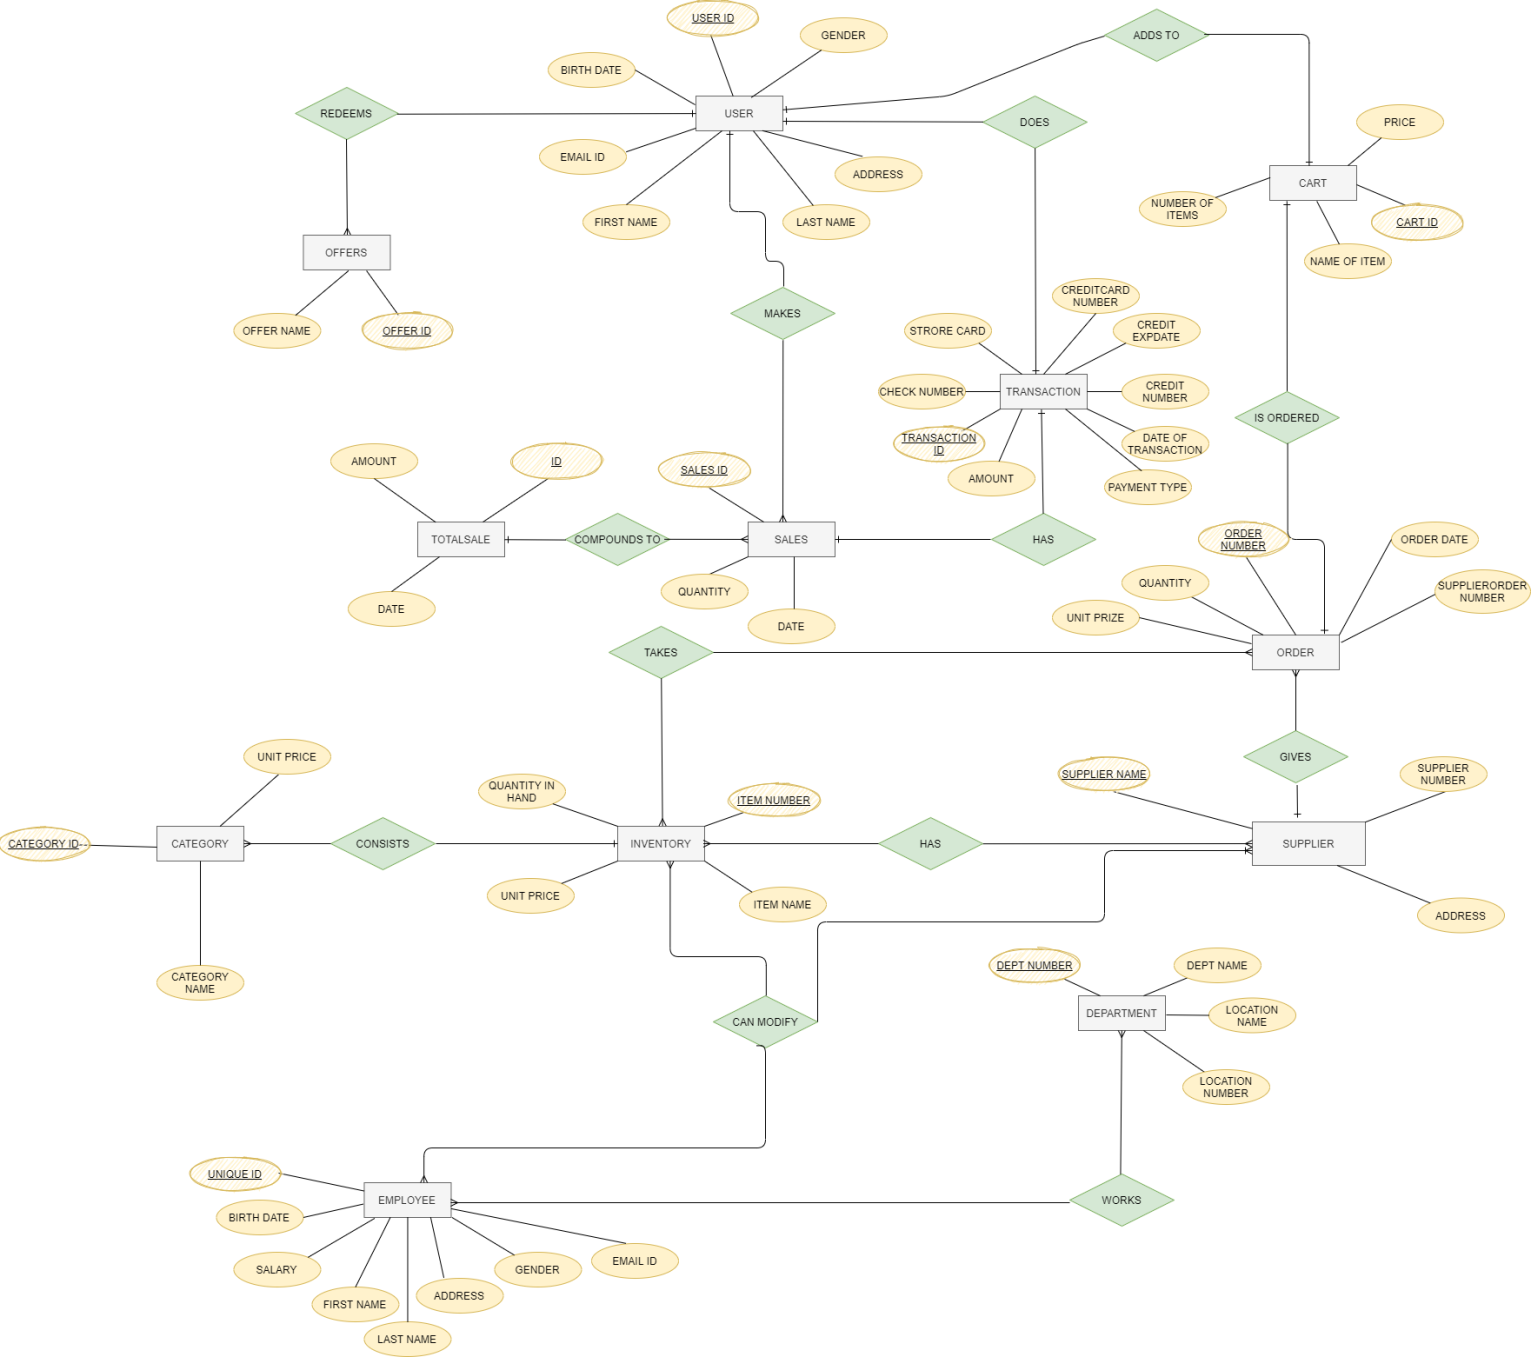 USER ID
GENDER
ADDS TO
BIRTH DATE
REDEEMS
USER
DOES
PRICE
EMAIL ID
ADDRESS
CART
NUMBER OF
ITEMS
CART ID
FIRST NAME
LAST NAME
OFFERS
NAME OF ITEM
CREDITCARD
NUMBER
MAKES
OFFER NAME
OFFER ID
STRORE CARD
CREDIT
EXPDATE
CHECK NUMBER
TRANSACTION
CREDIT
NUMBER
IS ORDERED
TRANSACTION
ID
DATE OF
TRANSACTION
AMOUNT
ID
SALES ID
AMOUNT
PAYMENT TYPE
TOTALSALE
COMPOUNDS TO
SALES
HAS
ORDER
NUMBER
ORDER DATE
QUANTITY
QUANTITY
SUPPLIERORDER
NUMBER
DATE
DATE
UNIT PRIZE
TAKES
ORDER
UNIT PRICE
GIVES
QUANTITY IN
HAND
ITEM NUMBER
SUPPLIER NAME
SUPPLIER
NUMBER
CATEGORY ID--
CATEGORY
CONSISTS
INVENTORY
HAS
SUPPLIER
UNIT PRICE
ITEM NAME
ADDRESS
CATEGORY
NAME
DEPT NUMBER
DEPT NAME
CAN MODIFY
DEPARTMENT
LOCATION
NAME
LOCATION
NUMBER
UNIQUE ID
EMPLOYEE
WORKS
BIRTH DATE
SALARY
GENDER
EMAIL ID
FIRST NAME
ADDRESS
LAST NAME